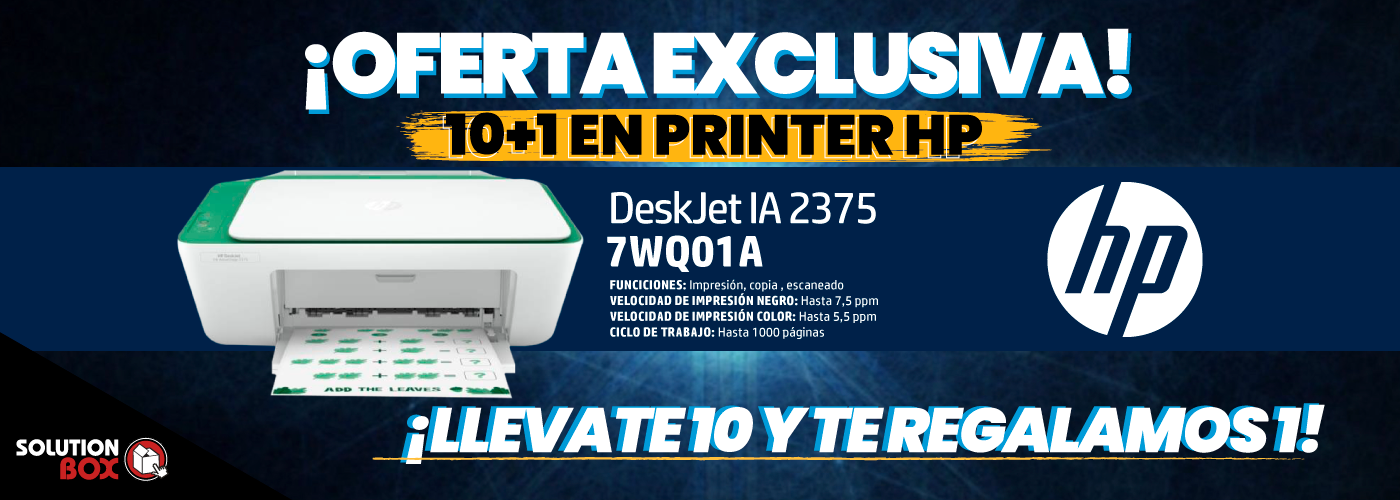 ¡OFERTA EXCLUSIVA!
10+1 EN PRINTER HP
DeskJet IA 2375
7WQ01A
FUNCICIONES: Impresión, copia , escaneado
VELOCIDAD DE IMPRESIÓN NEGRO: Hasta 7,5 ppm
VELOCIDAD DE IMPRESIÓN COLOR: Hasta 5,5 ppm
CICLO DE TRABAJO: Hasta 1000 páginas
hp
ADD THE LEAVES
¡LLEVATE 10 Y TE REGALAMOS 1!
SOLUTION
BOX